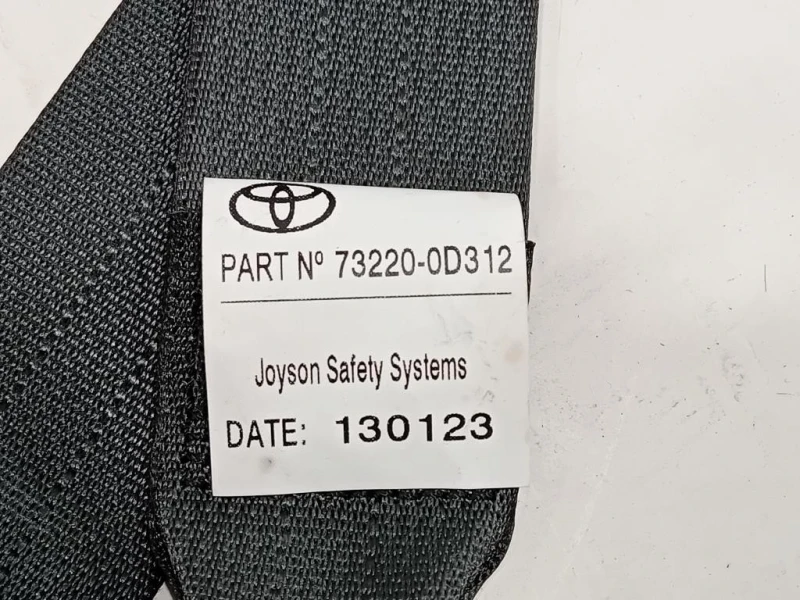 PART Nº 73220-0D312
Joyson Safety Systems
DATE: 130123